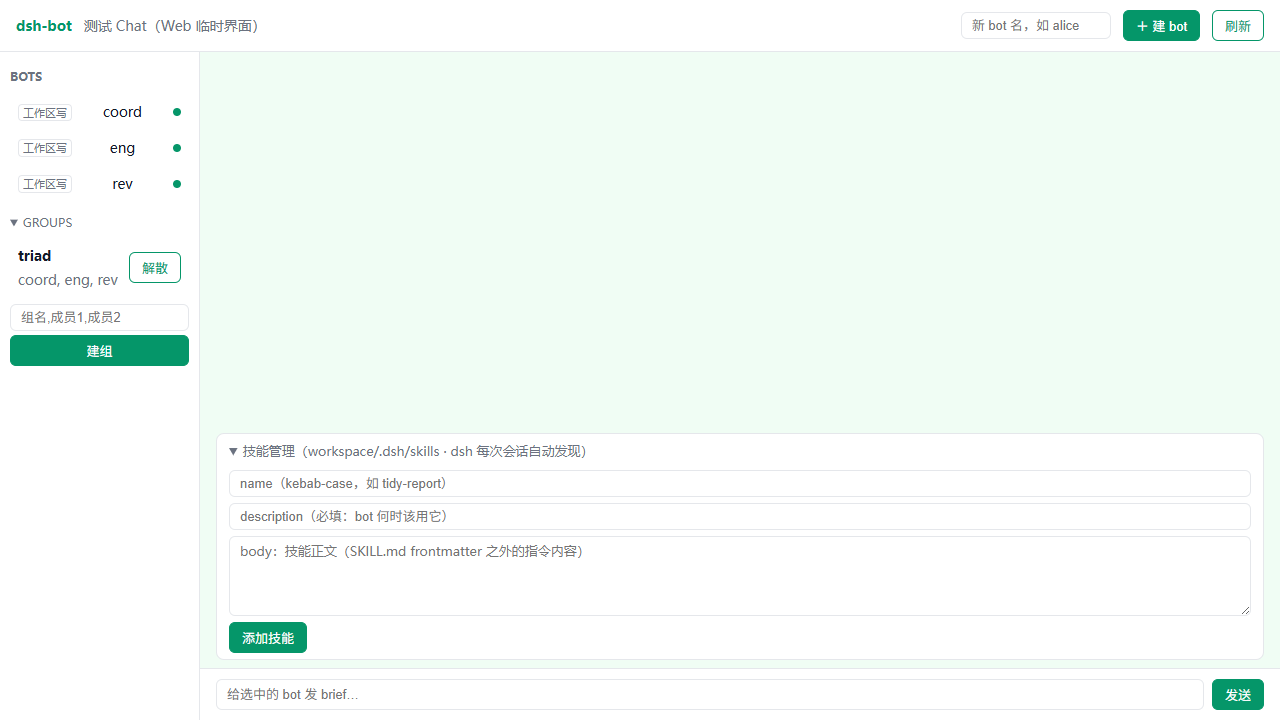 dsh-bot 测试 Chat（Web 临时界面）
新 bot 名，如 alice
＋ 建 bot
刷新
BOTS
工作区写 coord
工作区写 eng
工作区写 rev
▼ GROUPS
triad
coord, eng, rev
解散
组名,成员1,成员2
建组
▼ 技能管理（workspace/.dsh/skills · dsh 每次会话自动发现）
name（kebab-case，如 tidy-report）
description（必填：bot 何时该用它）
body：技能正文（SKILL.md frontmatter 之外的指令内容）
添加技能
给选中的 bot 发 brief…
发送